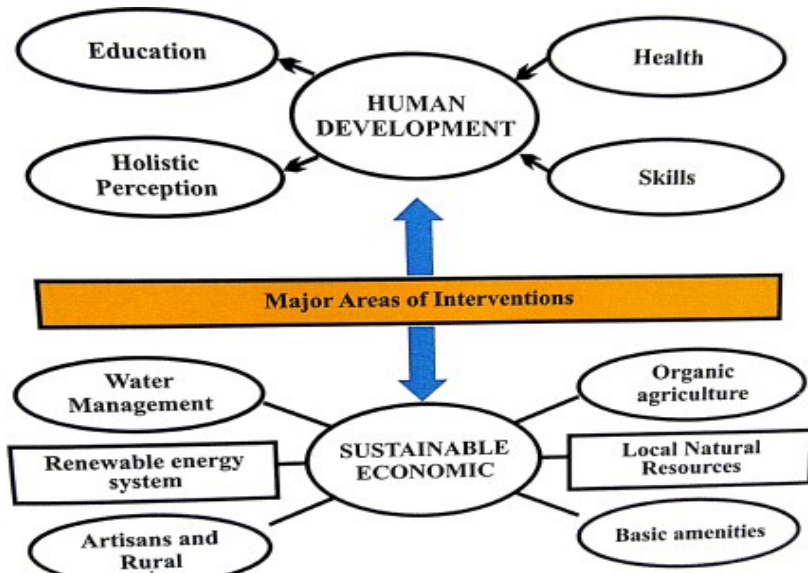 Education
Health
HUMAN
DEVELOPMENT
Holistic
Perception
Skills
Major Areas of Interventions
Water
Management
Organic
agriculture
SUSTAINABLE
ECONOMIC
Renewable energy
system
Local Natural
Resources
Artisans and
Rural
Basic amenities